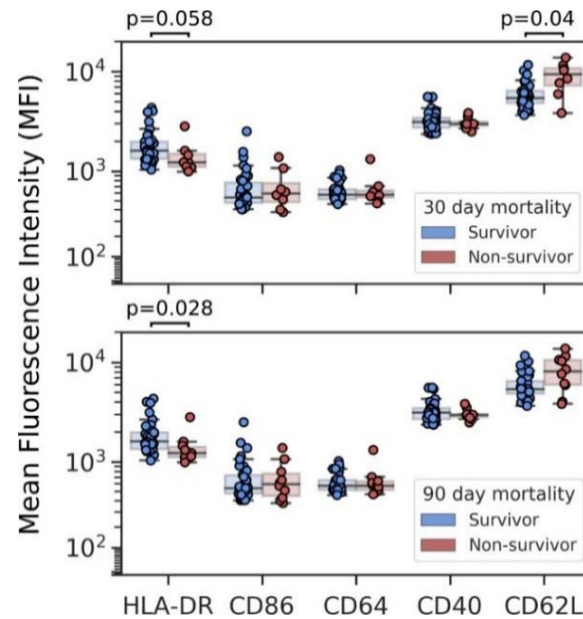 p=0.058
p=0.04
Mean Fluorescence Intensity (MFI)
10⁴
10³
10²
30 day mortality
Survivor
Non-survivor
p=0.028
10⁴
10³
10²
90 day mortality
Survivor
Non-survivor
HLA-DR CD86 CD64 CD40 CD62L